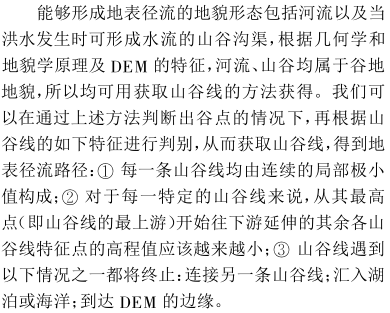 能够形成地表径流的地貌形态包括河流以及当
洪水发生时可形成水流的山谷沟渠,根据几何学和
地貌学原理及 DEM 的特征,河流、山谷均属于谷地
地貌,所以均可用获取山谷线的方法获得。我们可
以在通过上述方法判断出谷点的情况下,再根据山
谷线的如下特征进行判别,从而获取山谷线,得到地
表径流路径:① 每一条山谷线均由连续的局部极小
值构成;② 对于每一特定的山谷线来说,从其最高
点(即山谷线的最上游)开始往下游延伸的其余各山
谷线特征点的高程值应该越来越小;③ 山谷线遇到
以下情况之一都将终止:连接另一条山谷线;汇入湖
泊或海洋;到达 DEM 的边缘。